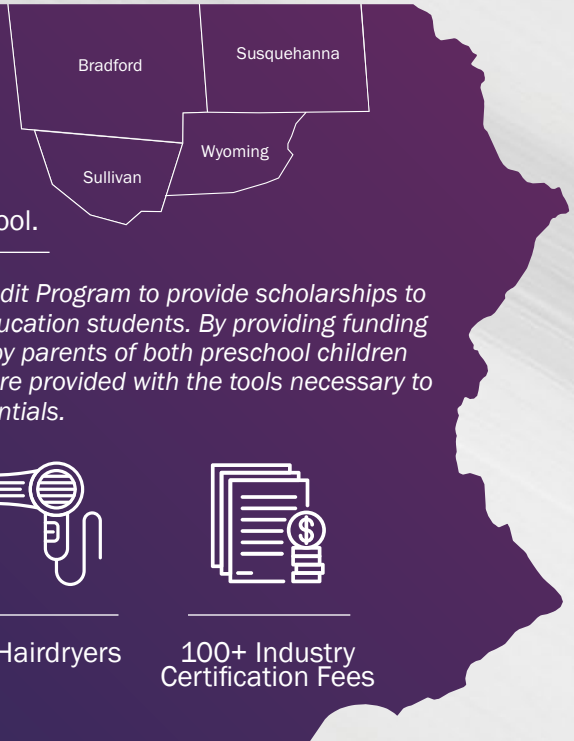 Bradford
Susquehanna
Wyoming
Sullivan
ool.
dit Program to provide scholarships to
ucation students. By providing funding
by parents of both preschool children
re provided with the tools necessary to
ntials.
$
Hairdryers
100+ Industry
Certification Fees